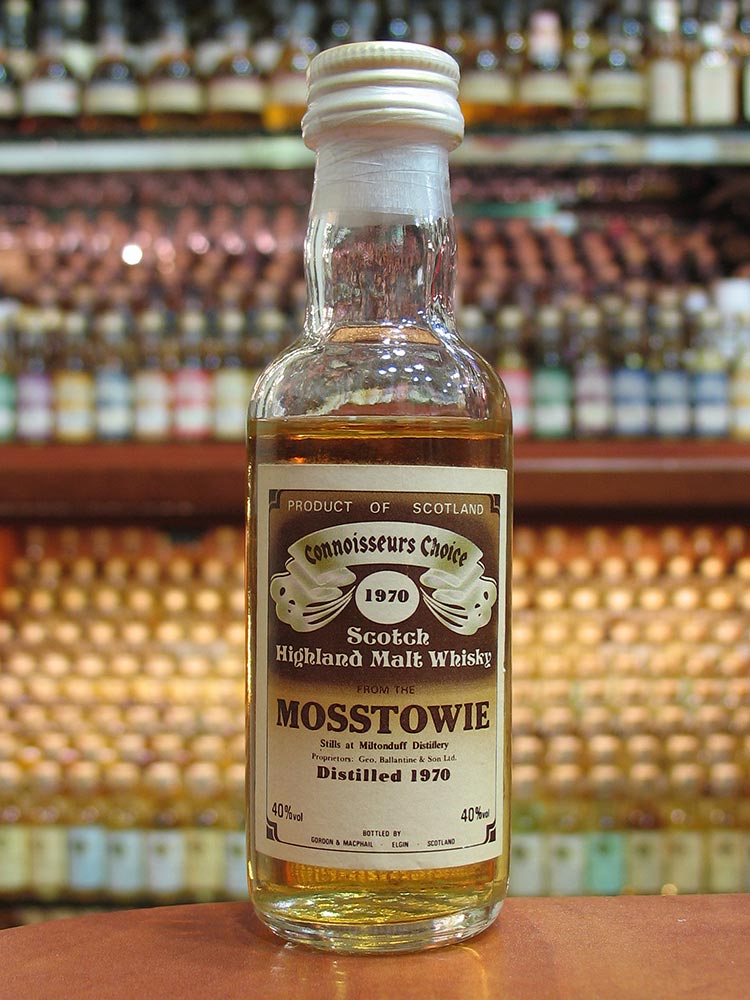 PRODUCT OF SCOTLAND
Connoisseurs Choice
1970
Scotch
Highland Malt Whisky
FROM THE
MOSSTOWIE
Stills at Miltonduff Distillery
Proprietors: Geo. Ballantine & Son Ltd.
Distilled 1970
40%vol 40%vol
BOTTLED BY
GORDON & MACPHAIL · ELGIN · SCOTLAND